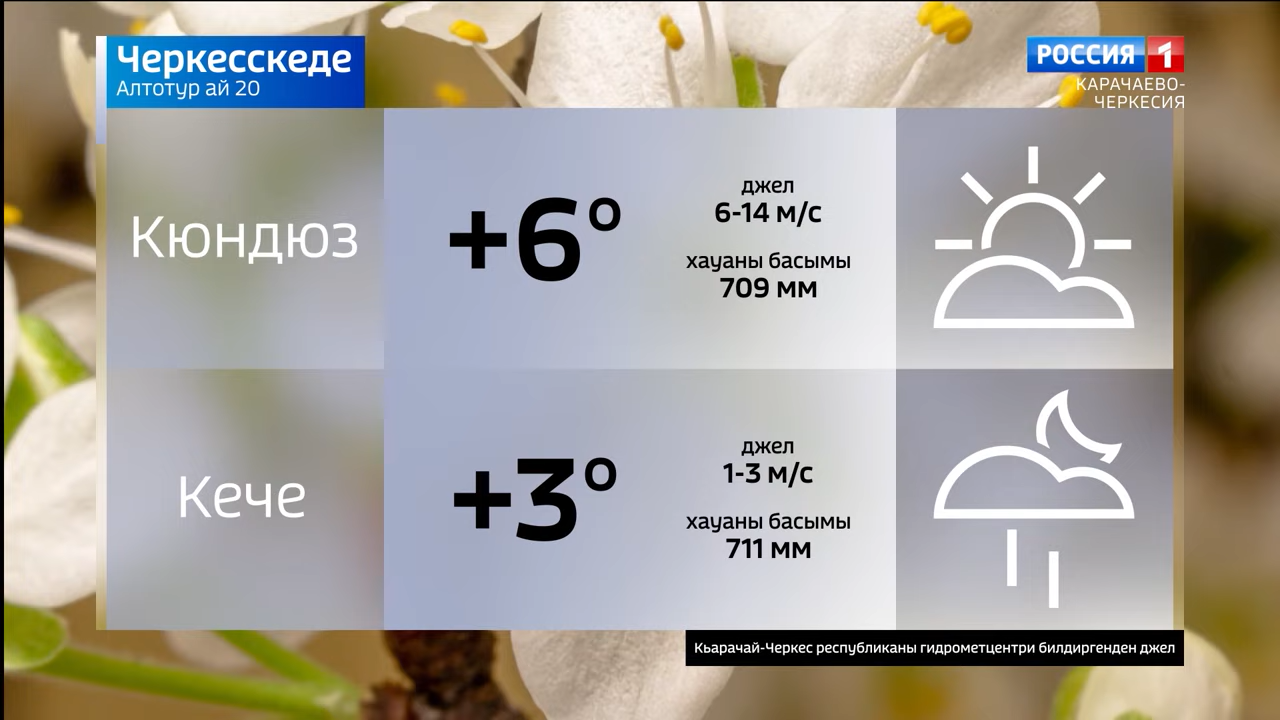 Черкесскеде
Алтотур ай 20
РОССИЯ 1
КАРАЧАЕВО-
ЧЕРКЕСИЯ
Кюндюз
+6°
джел
6-14 м/с
хауаны басымы
709 мм
Кече
+3°
джел
1-3 м/с
хауаны басымы
711 мм
Кьарачай-Черкес республиканы гидрометцентри билдиргенден джел